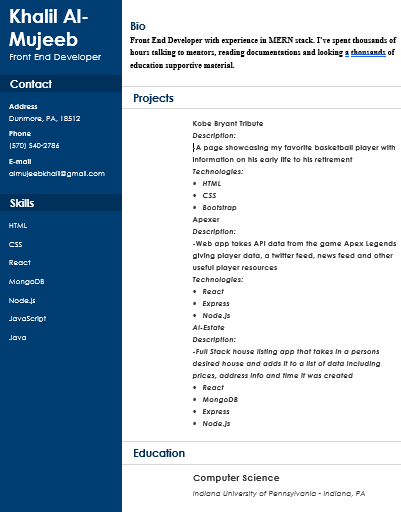 Khalil Al-
Mujeeb
Front End Developer
Contact
Address
Dunmore, PA, 18512
Phone
(570) 540-2786
E-mail
almujeebkhalil@gmail.com
Skills
HTML
CSS
React
MongoDB
Node.js
JavaScript
Java
Bio
Front End Developer with experience in MERN stack. I've spent thousands of
hours talking to mentors, reading documentations and looking a thousands of
education supportive material.
Projects
Kobe Bryant Tribute
Description:
-A page showcasing my favorite basketball player with
information on his early life to his retirement
Technologies:
• HTML
• CSS
• Bootstrap
Apexer
Description:
-Web app takes API data from the game Apex Legends
giving player data, a twitter feed, news feed and other
useful player resources
Technologies:
• React
• Express
• Node.js
Al-Estate
Description:
-Full Stack house listing app that takes in a persons
desired house and adds it to a list of data including
prices, address info and time it was created
• React
• MongoDB
• Express
• Node.js
Education
Computer Science
Indiana University of Pennsylvania - Indiana, PA